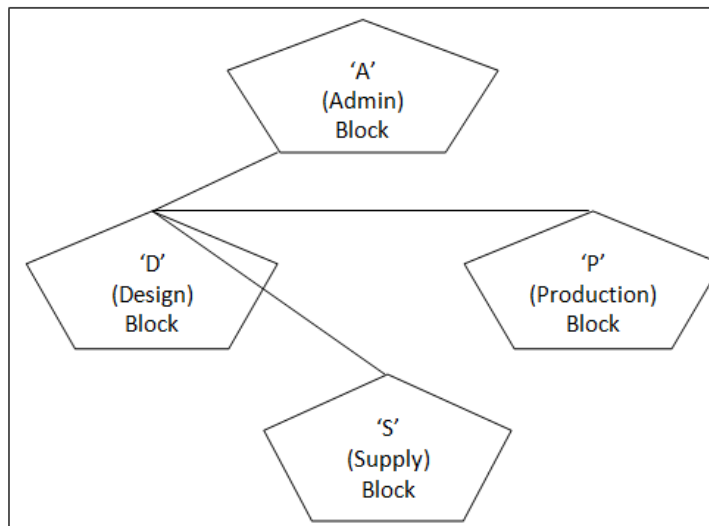 ‘A’
(Admin)
Block
‘D’
(Design)
Block
‘P’
(Production)
Block
‘S’
(Supply)
Block